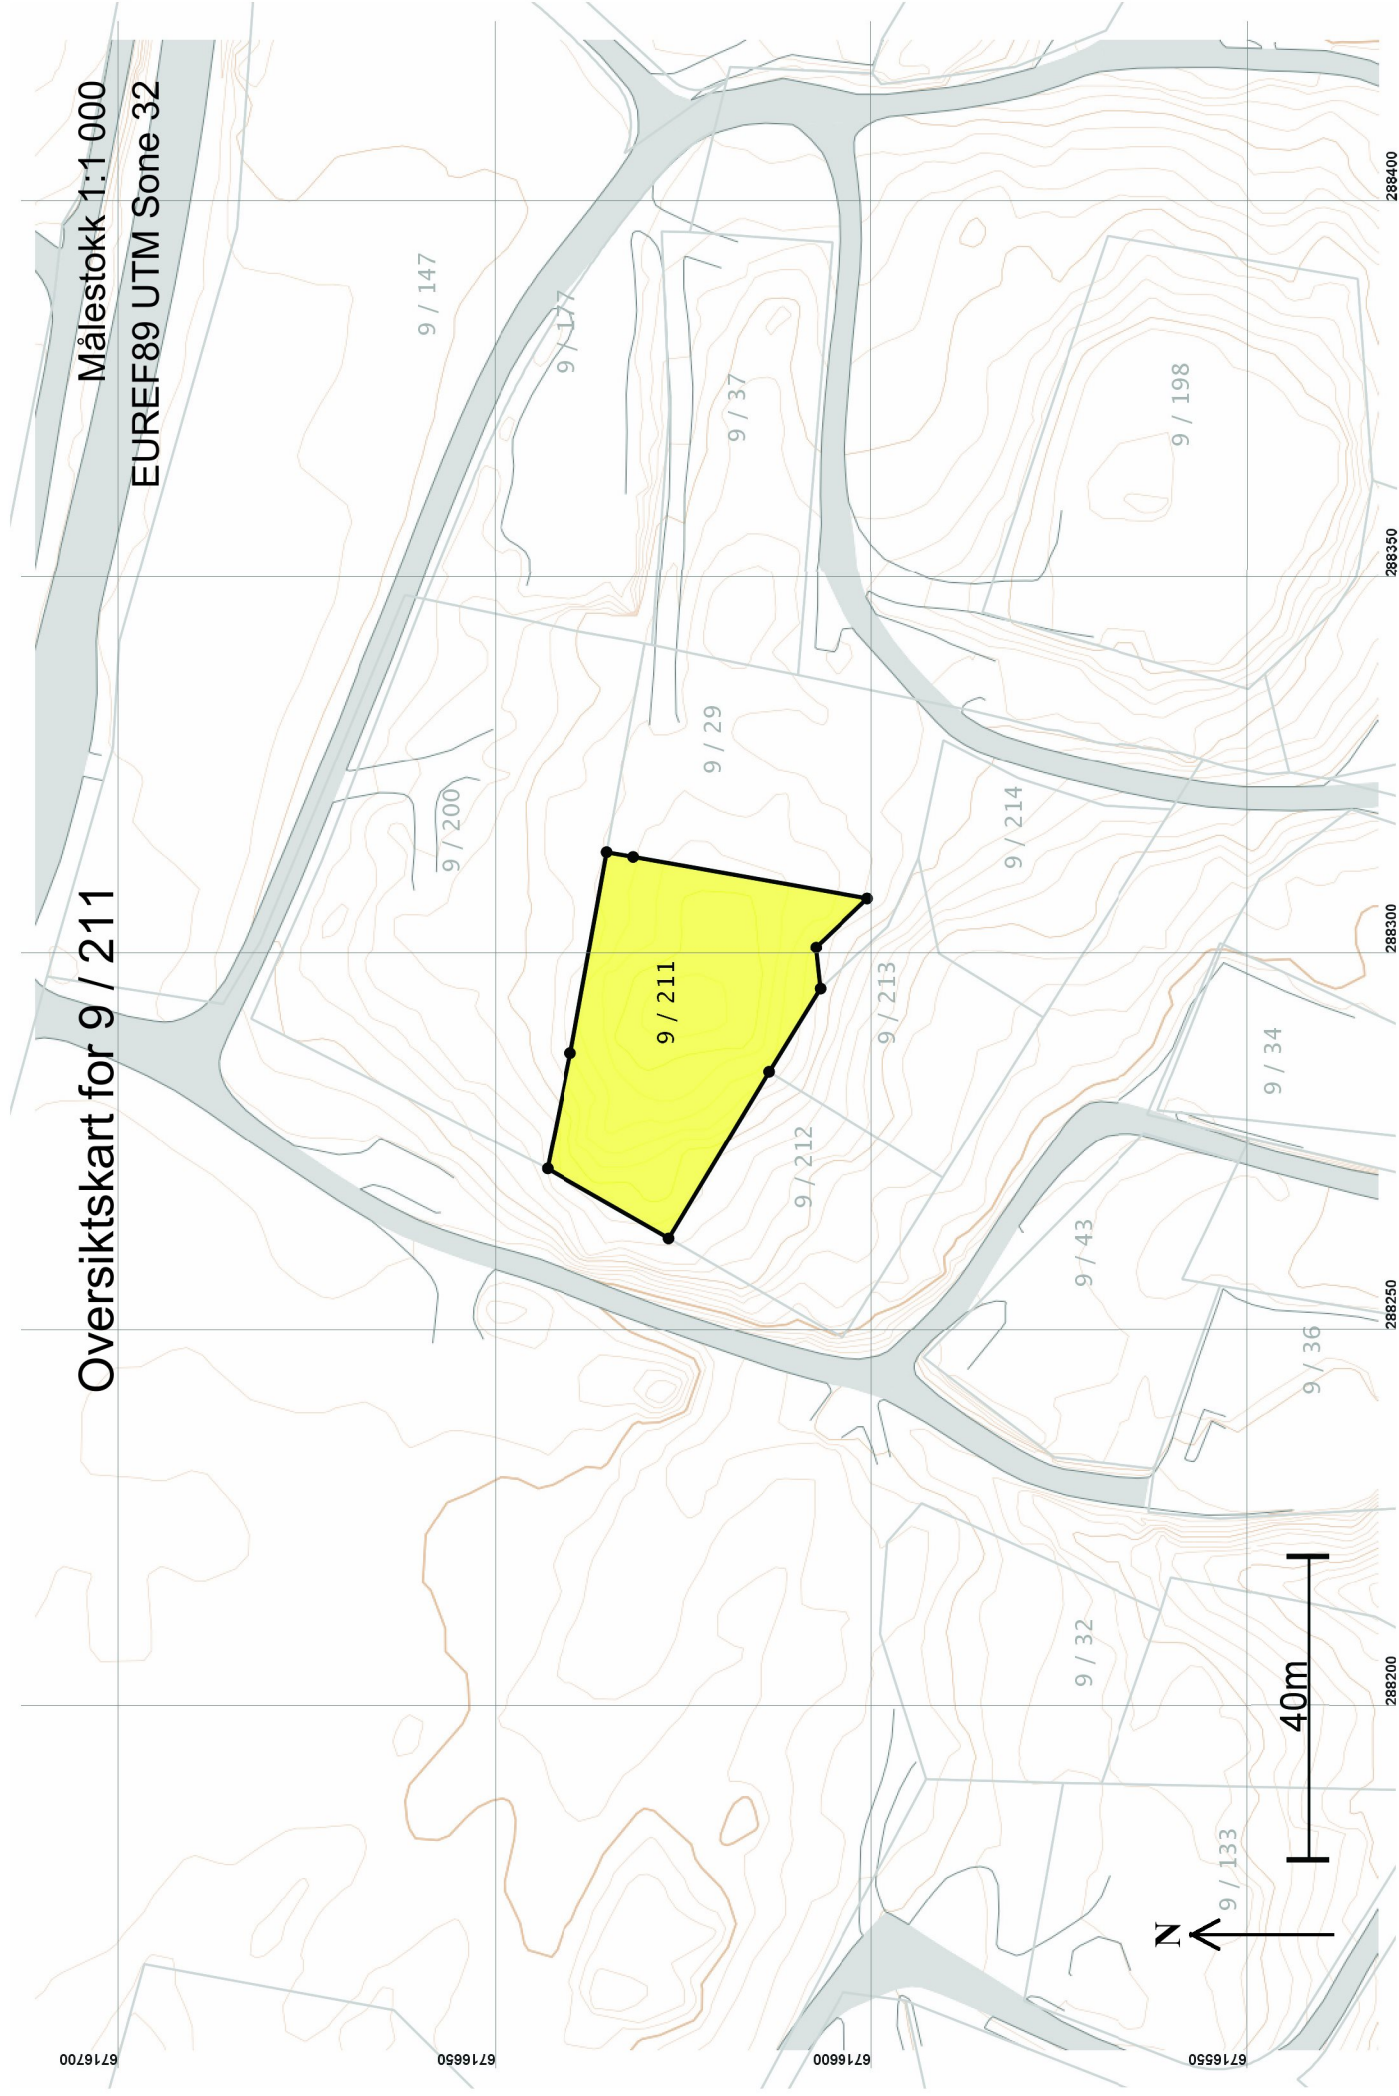 Oversiktskart for 9 / 211
Målestokk 1:1 000
EUREF89 UTM Sone 32
6716700
6716650
6716600
6716550
9 / 147
9 / 177
9 / 200
9 / 29
9 / 37
9 / 211
9 / 212
9 / 213
9 / 214
9 / 198
9 / 43
9 / 34
9 / 36
9 / 32
9 / 133
N
40m
288200
288250
288300
288350
288400